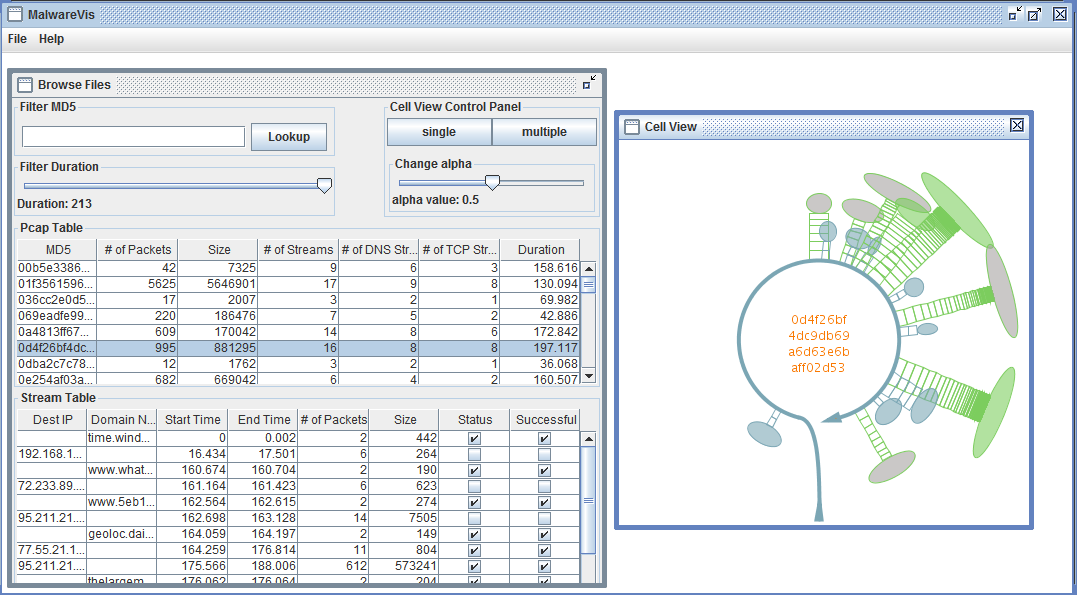 MalwareVis
File Help
Browse Files
Filter MD5
Lookup
Filter Duration
Duration: 213
Cell View Control Panel
single multiple
Change alpha
alpha value: 0.5
Pcap Table
MD5 # of Packets Size # of Streams # of DNS Str... # of TCP Str... Duration
00b5e3386... 42 7325 9 6 3 158.616
01f3561596... 5625 5646901 17 9 8 130.094
036cc2e0d5... 17 2007 3 2 1 69.982
069eadfe99... 220 186476 7 5 2 42.886
0a4813ff67... 609 170042 14 8 6 172.842
0d4f26bf4dc... 995 881295 16 8 8 197.117
0dba2c7c78... 12 1762 3 2 1 36.068
0e254af03a... 682 669042 6 4 2 160.507
Stream Table
Dest IP Domain N... Start Time End Time # of Packets Size Status Successful
time.wind... 0 0.002 2 442
192.168.1... 16.434 17.501 6 264
www.what... 160.674 160.704 2 190
72.233.89.... 161.164 161.423 6 623
www.5eb1... 162.564 162.615 2 274
95.211.21.... 162.698 163.128 14 7505
geoloc.dai... 164.059 164.197 2 149
77.55.21.1... 164.259 176.814 11 804
95.211.21.... 175.566 188.006 612 573241
thelargem... 176.062 176.064 2 204
Cell View
0d4f26bf
4dc9db69
a6d63e6b
aff02d53